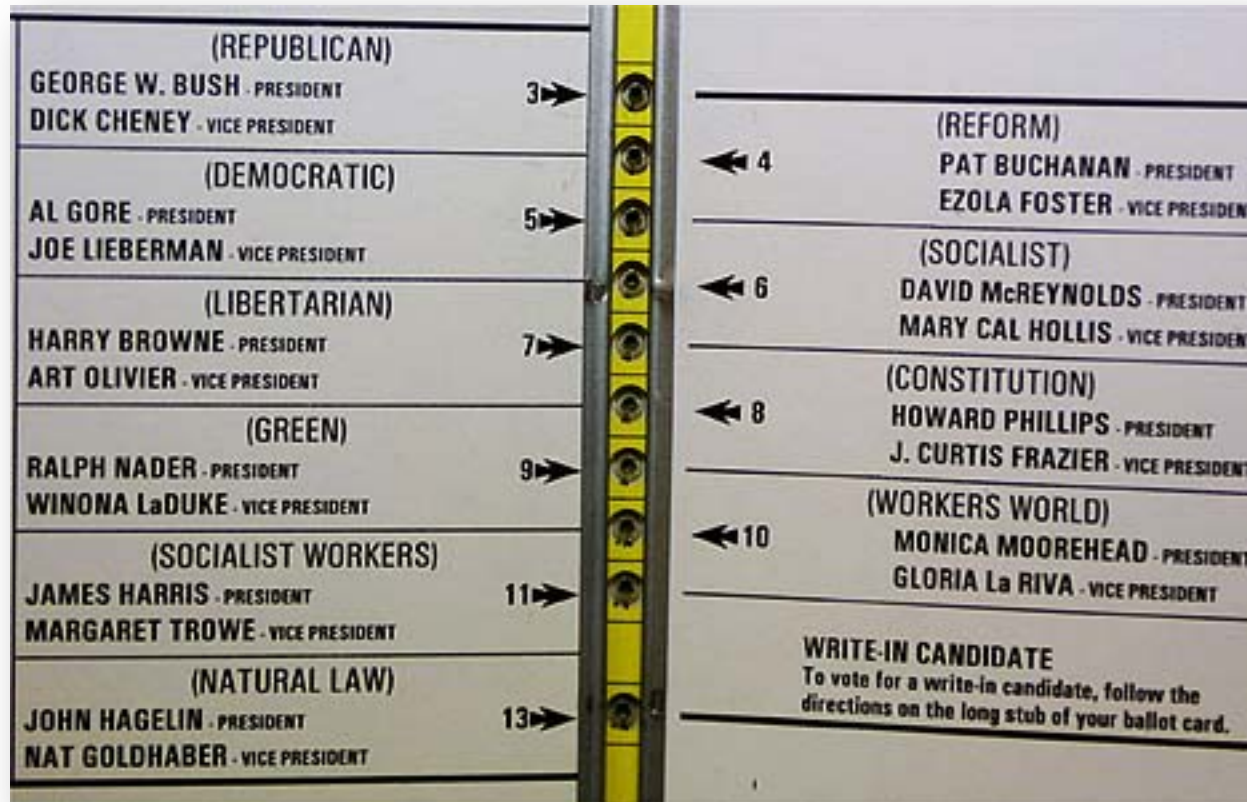 (REPUBLICAN)
GEORGE W. BUSH - PRESIDENT
DICK CHENEY - VICE PRESIDENT
3
(DEMOCRATIC)
AL GORE - PRESIDENT
JOE LIEBERMAN - VICE PRESIDENT
5
(LIBERTARIAN)
HARRY BROWNE - PRESIDENT
ART OLIVIER - VICE PRESIDENT
7
(GREEN)
RALPH NADER - PRESIDENT
WINONA LaDUKE - VICE PRESIDENT
9
(SOCIALIST WORKERS)
JAMES HARRIS - PRESIDENT
MARGARET TROWE - VICE PRESIDENT
11
(NATURAL LAW)
JOHN HAGELIN - PRESIDENT
NAT GOLDHABER - VICE PRESIDENT
13
(REFORM)
4
PAT BUCHANAN - PRESIDENT
EZOLA FOSTER - VICE PRESIDENT
(SOCIALIST)
6
DAVID McREYNOLDS - PRESIDENT
MARY CAL HOLLIS - VICE PRESIDENT
(CONSTITUTION)
8
HOWARD PHILLIPS - PRESIDENT
J. CURTIS FRAZIER - VICE PRESIDENT
(WORKERS WORLD)
10
MONICA MOOREHEAD - PRESIDENT
GLORIA La RIVA - VICE PRESIDENT
WRITE-IN CANDIDATE
To vote for a write-in candidate, follow the
directions on the long stub of your ballot card.